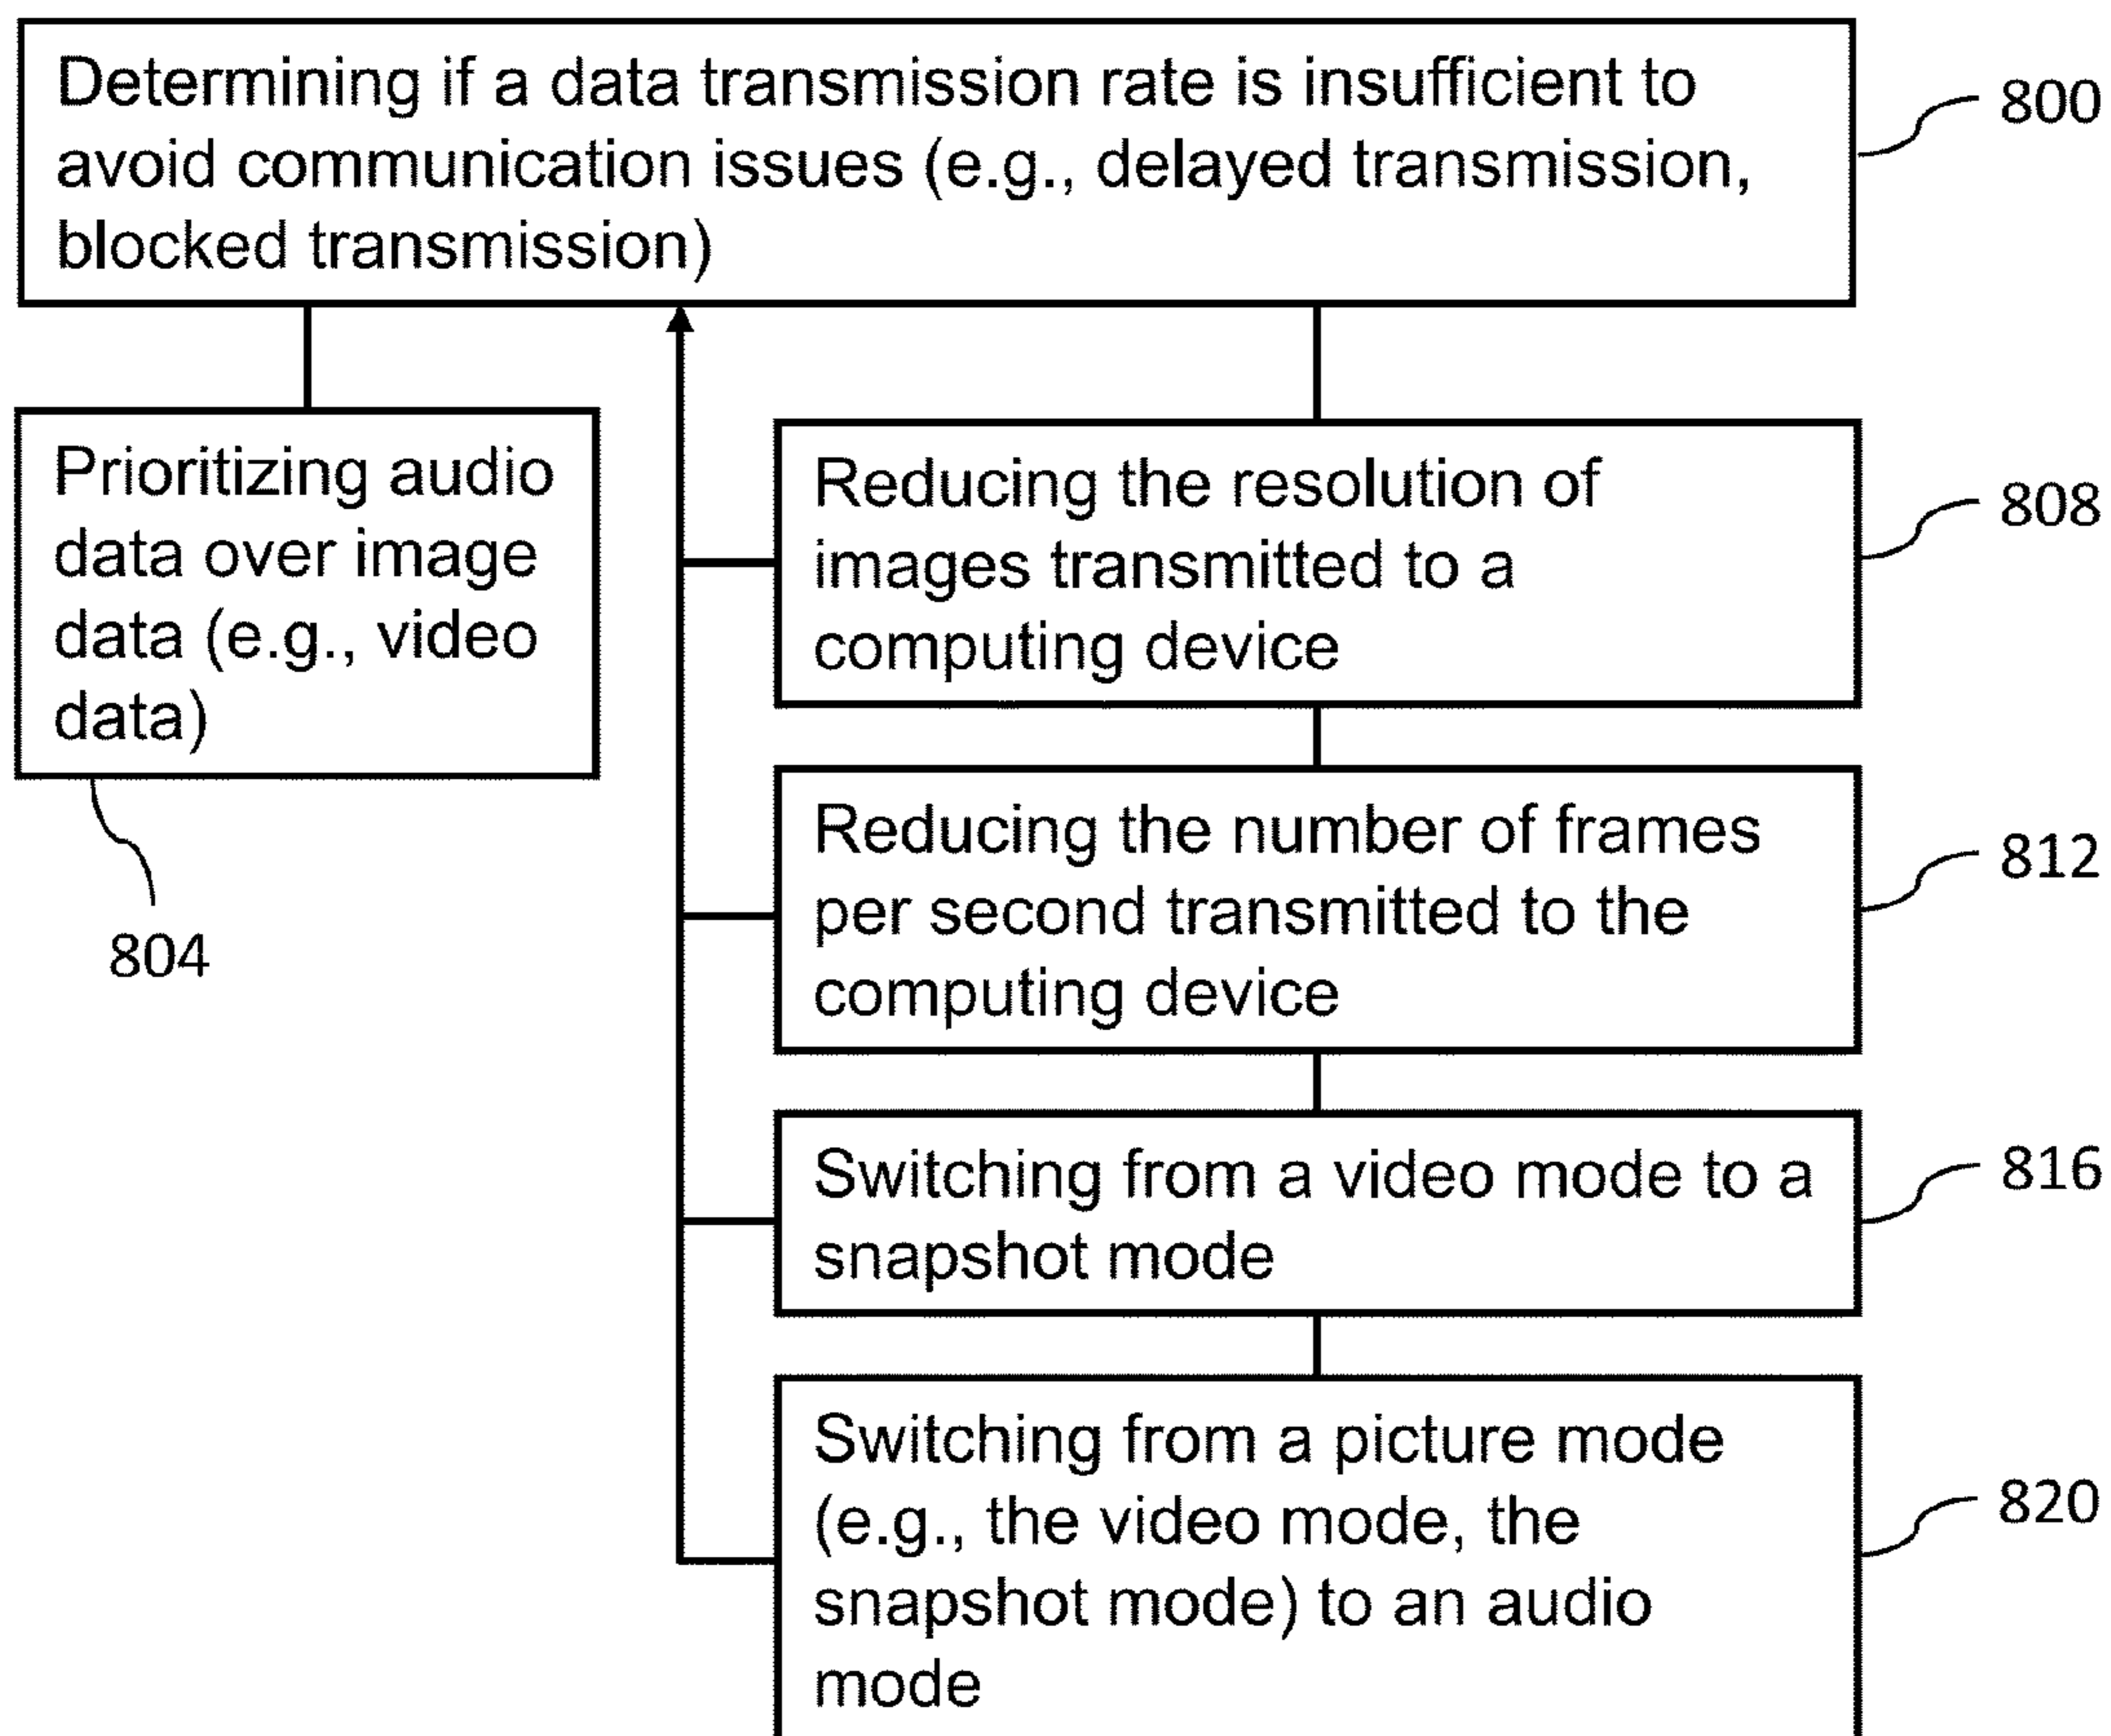 Determining if a data transmission rate is insufficient to
avoid communication issues (e.g., delayed transmission,
blocked transmission)
800
Prioritizing audio
data over image
data (e.g., video
data)
804
Reducing the resolution of
images transmitted to a
computing device
808
Reducing the number of frames
per second transmitted to the
computing device
812
Switching from a video mode to a
snapshot mode
816
Switching from a picture mode
(e.g., the video mode, the
snapshot mode) to an audio
mode
820